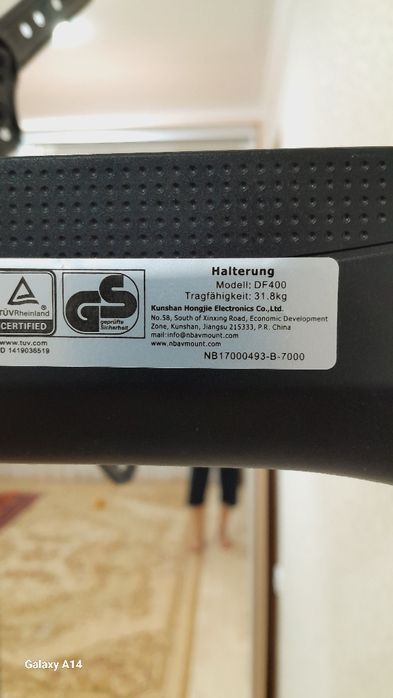 TÜVRheinland
CERTIFIED
www.tuv.com
ID 1419036519
GS
geprüfte
Sicherheit
Halterung
Modell: DF400
Tragfähigkeit: 31.8kg
Kunshan Hongjie Electronics Co.,Ltd.
No.58, South of Xinxing Road, Economic Development
Zone, Kunshan, Jiangsu 215333, P.R. China
mail:info@nbavmount.com
www.nbavmount.com
NB17000493-B-7000
Galaxy A14